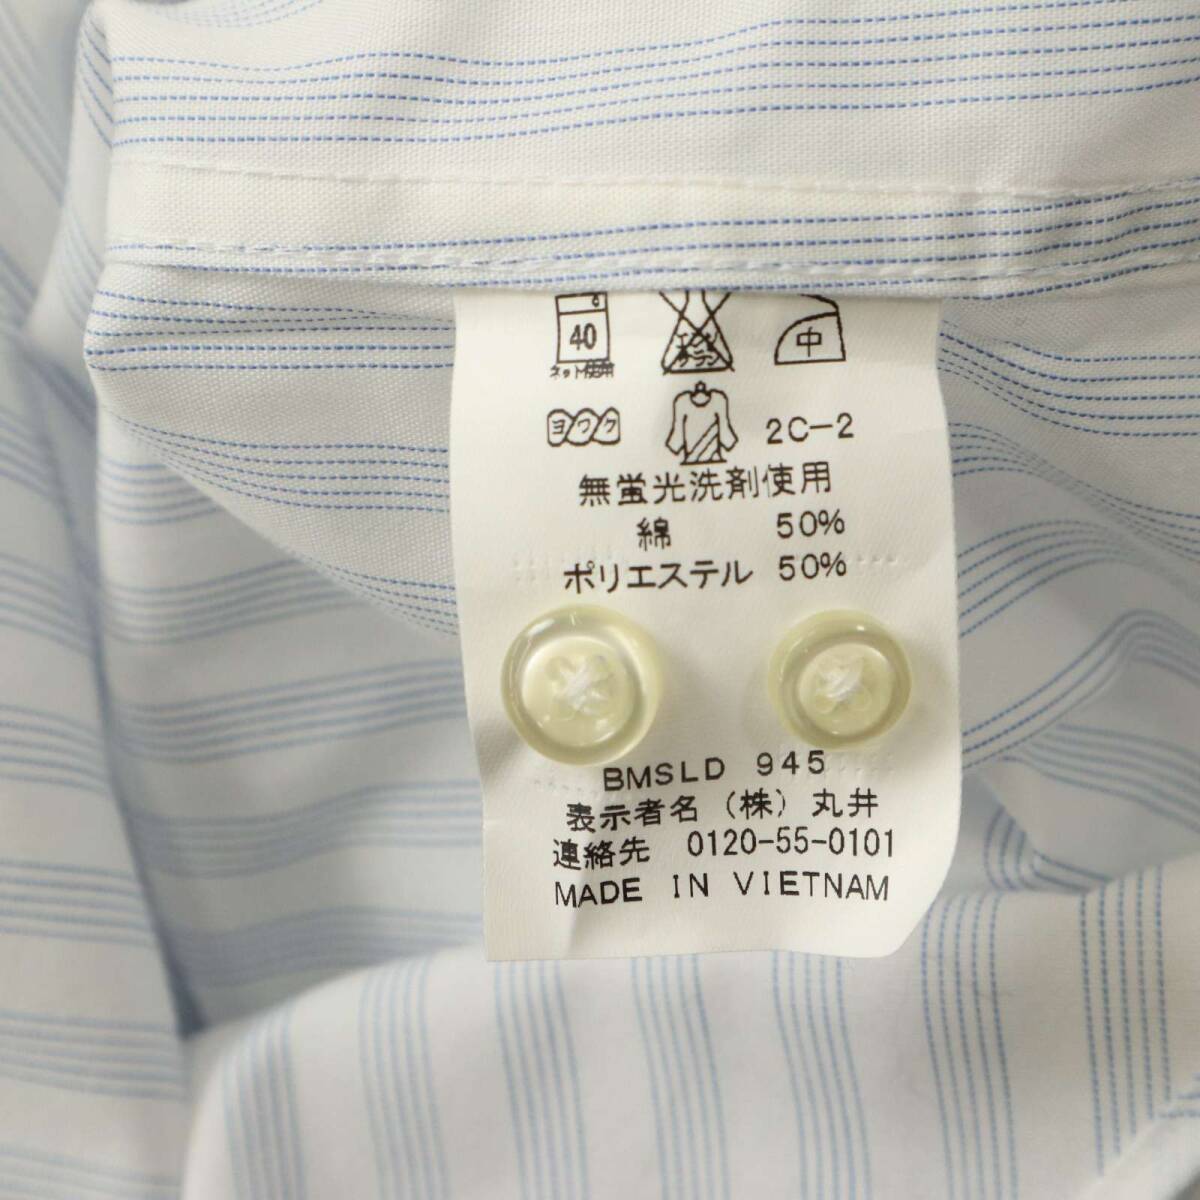 40 中
ネット使用
ヨワク 2C-2
無蛍光洗剤使用
綿 50%
ポリエステル 50%
BMSLD 945
表示者名 (株) 丸井
連絡先 0120-55-0101
MADE IN VIETNAM